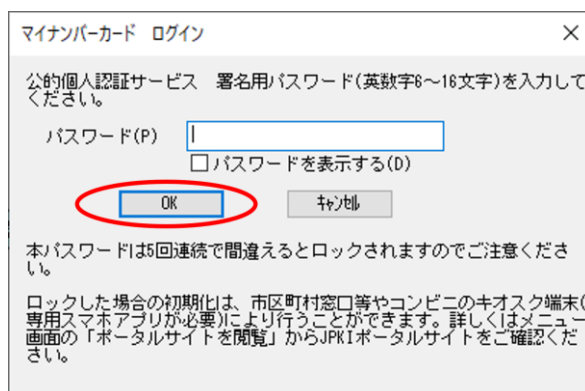 マイナンバーカード　ログイン
公的個人認証サービス　署名用パスワード(英数字6～16文字)を入力して
ください。
パスワード(P)
パスワードを表示する(D)
OK　ｷｬﾝｾﾙ
本パスワードは5回連続で間違えるとロックされますのでご注意くださ
い。
ロックした場合の初期化は、市区町村窓口等やコンビニのキオスク端末(
専用スマホアプリが必要)により行うことができます。詳しくはメニュー
画面の「ポータルサイトを閲覧」からJPKIポータルサイトをご確認くだ
さい。